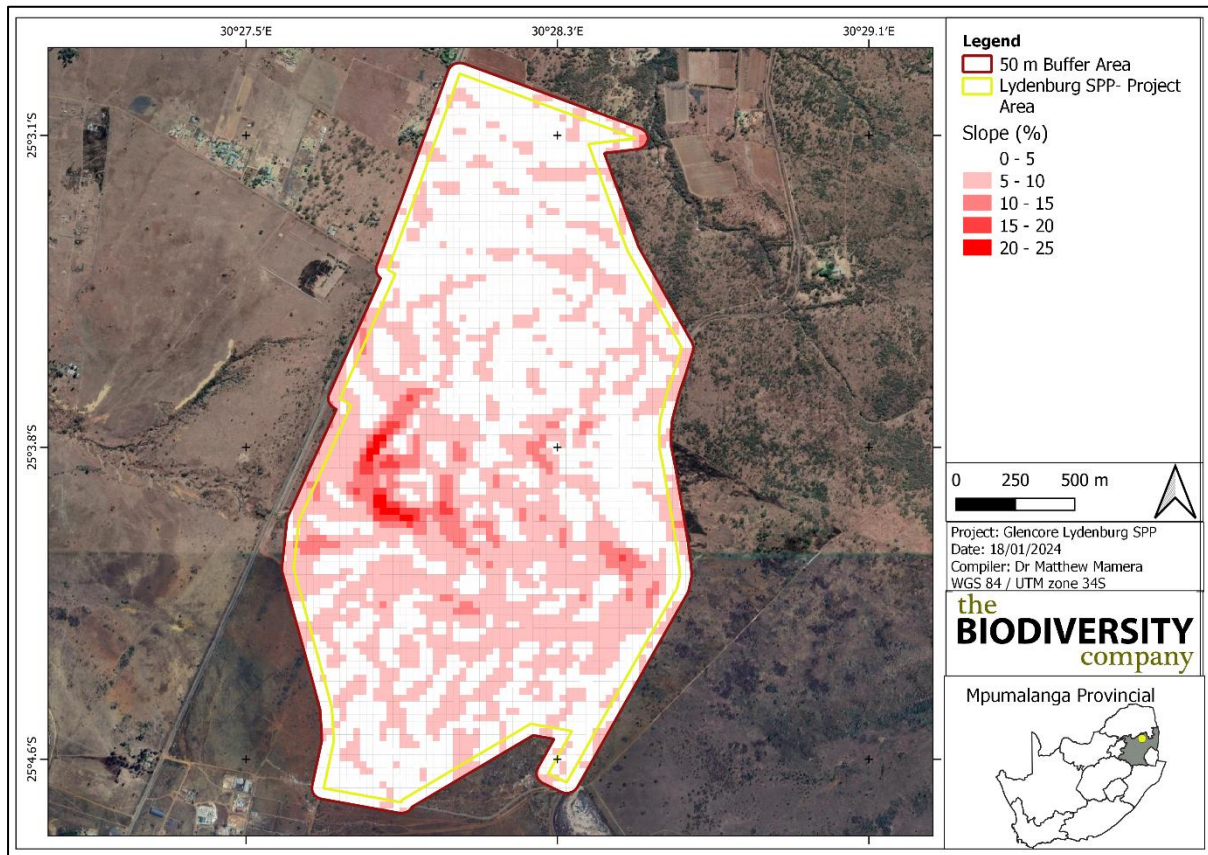 30°27.5'E
30°28.3'E
30°29.1'E
25°3.1'S
25°3.8'S
25°4.6'S
Legend
50 m Buffer Area
Lydenburg SPP- Project
Area
Slope (%)
0 - 5
5 - 10
10 - 15
15 - 20
20 - 25
0 250 500 m
Project: Glencore Lydenburg SPP
Date: 18/01/2024
Compiler: Dr Matthew Mamera
WGS 84 / UTM zone 34S
the
BIODIVERSITY
company
Mpumalanga Provincial